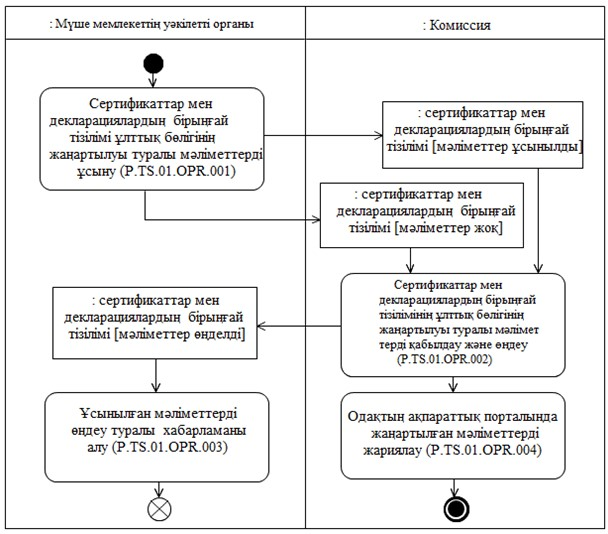 : Мүше мемлекеттің уәкілетті органы
: Комиссия
Сертификаттар мен
декларациялардың бірыңғай
тізілімі ұлттық бөлігінің
жаңартылуы туралы мәліметтерді
ұсыну (P.TS.01.OPR.001)
: сертификаттар мен
декларациялардың бірыңғай
тізілімі [мәліметтер ұсынылды]
: сертификаттар мен
декларациялардың бірыңғай
тізілімі [мәліметтер жоқ]
Сертификаттар мен
декларациялардың бірыңғай
тізілімінің ұлттық бөлігінің
жаңартылуы туралы мәлімет
терді қабылдау және өңдеу
(P.TS.01.OPR.002)
: сертификаттар мен
декларациялардың бірыңғай
тізілімі [мәліметтер өңделді]
Ұсынылған мәліметтерді
өңдеу туралы хабарламаны
алу (P.TS.01.OPR.003)
Одақтың ақпараттық порталында
жаңартылған мәліметтерді
жариялау (P.TS.01.OPR.004)